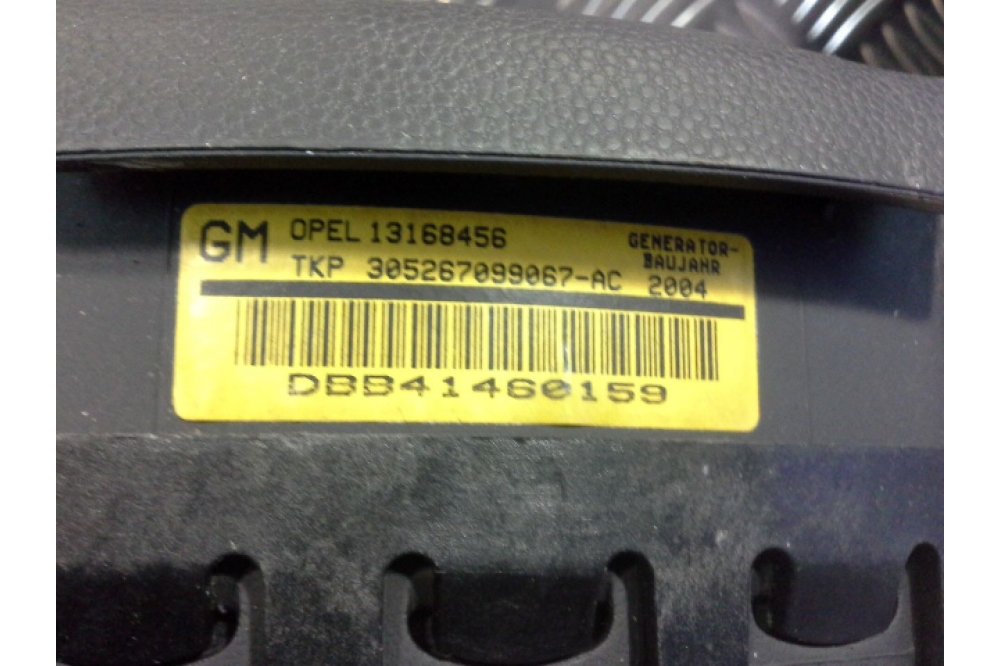 GM OPEL 13168456
TKP 305267099067-AC
GENERATOR-
BAUJAHR
2004
DBB41460159